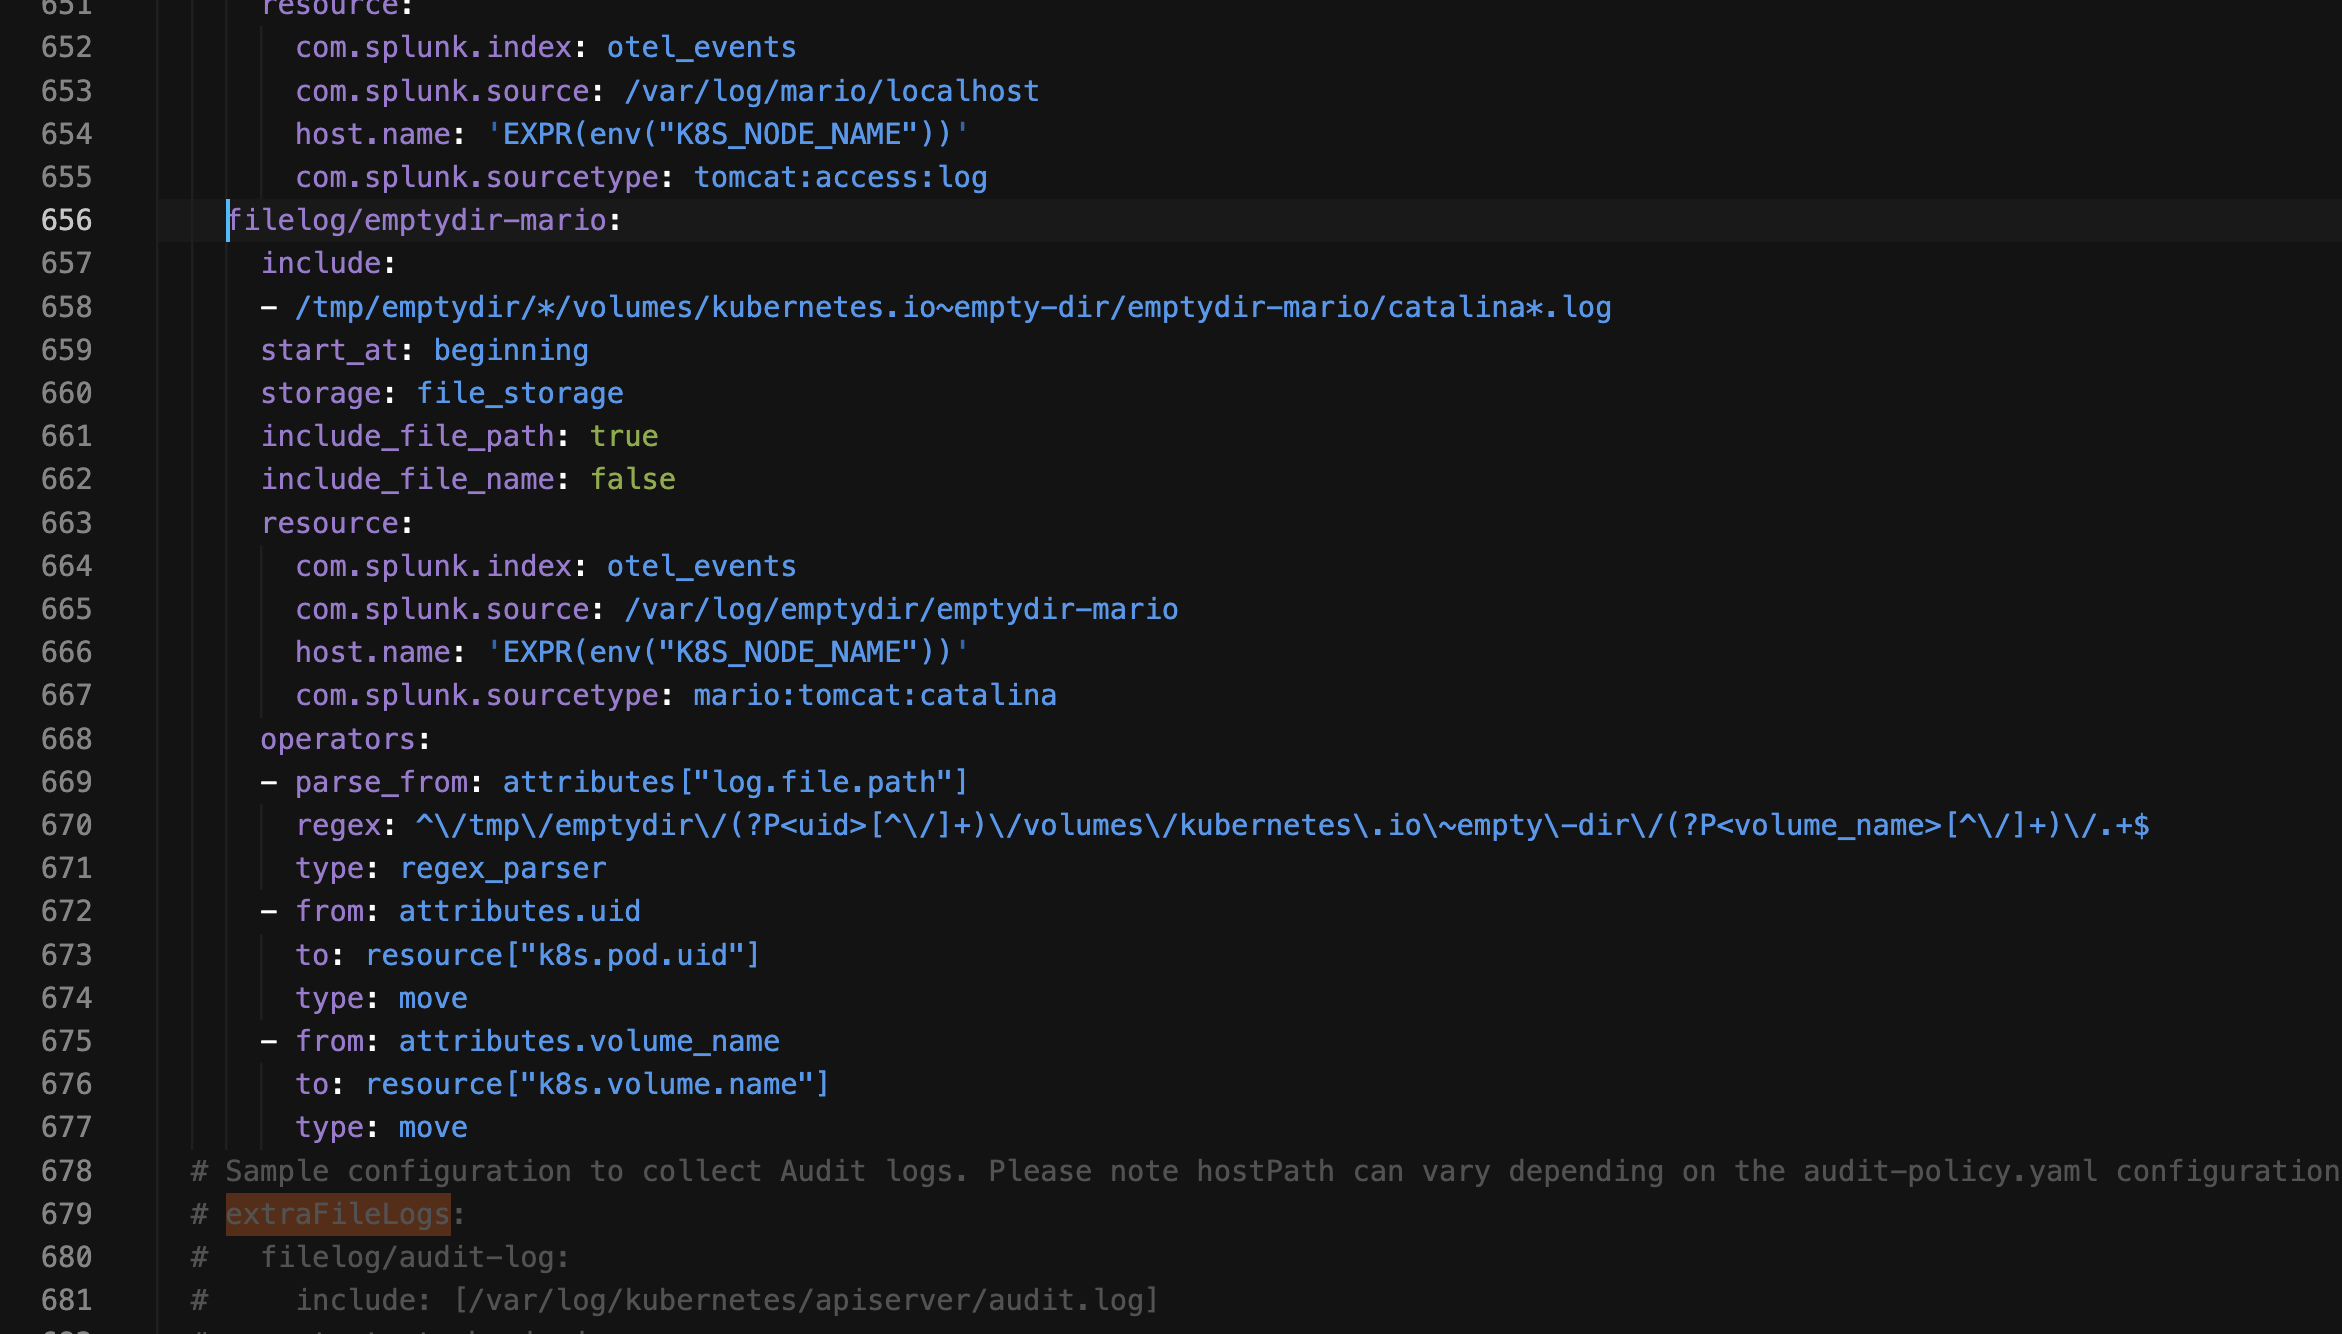 651 resource:
652 com.splunk.index: otel_events
653 com.splunk.source: /var/log/mario/localhost
654 host.name: 'EXPR(env("K8S_NODE_NAME"))'
655 com.splunk.sourcetype: tomcat:access:log
656 filelog/emptydir-mario:
657 include:
658 - /tmp/emptydir/*/volumes/kubernetes.io~empty-dir/emptydir-mario/catalina*.log
659 start_at: beginning
660 storage: file_storage
661 include_file_path: true
662 include_file_name: false
663 resource:
664 com.splunk.index: otel_events
665 com.splunk.source: /var/log/emptydir/emptydir-mario
666 host.name: 'EXPR(env("K8S_NODE_NAME"))'
667 com.splunk.sourcetype: mario:tomcat:catalina
668 operators:
669 - parse_from: attributes["log.file.path"]
670 regex: ^\/tmp\/emptydir\/(?P<uid>[^\/]+)\/volumes\/kubernetes\.io\~empty\-dir\/(?P<volume_name>[^\/]+)\/.+$
671 type: regex_parser
672 - from: attributes.uid
673 to: resource["k8s.pod.uid"]
674 type: move
675 - from: attributes.volume_name
676 to: resource["k8s.volume.name"]
677 type: move
678 # Sample configuration to collect Audit logs. Please note hostPath can vary depending on the audit-policy.yaml configuration
679 # extraFileLogs:
680 # filelog/audit-log:
681 # include: [/var/log/kubernetes/apiserver/audit.log]